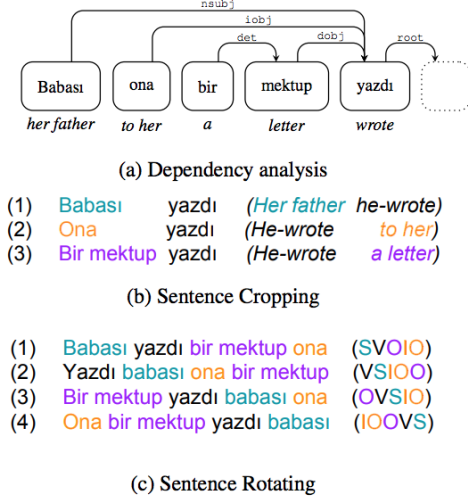 nsubj
iobj
det dobj root
Babası ona bir mektup yazdı
her father to her a letter wrote
(a) Dependency analysis
(1) Babası yazdı (Her father he-wrote)
(2) Ona yazdı (He-wrote to her)
(3) Bir mektup yazdı (He-wrote a letter)
(b) Sentence Cropping
(1) Babası yazdı bir mektup ona (SVOIO)
(2) Yazdı babası ona bir mektup (VSIOO)
(3) Bir mektup yazdı babası ona (OVSIO)
(4) Ona bir mektup yazdı babası (IOOVS)
(c) Sentence Rotating